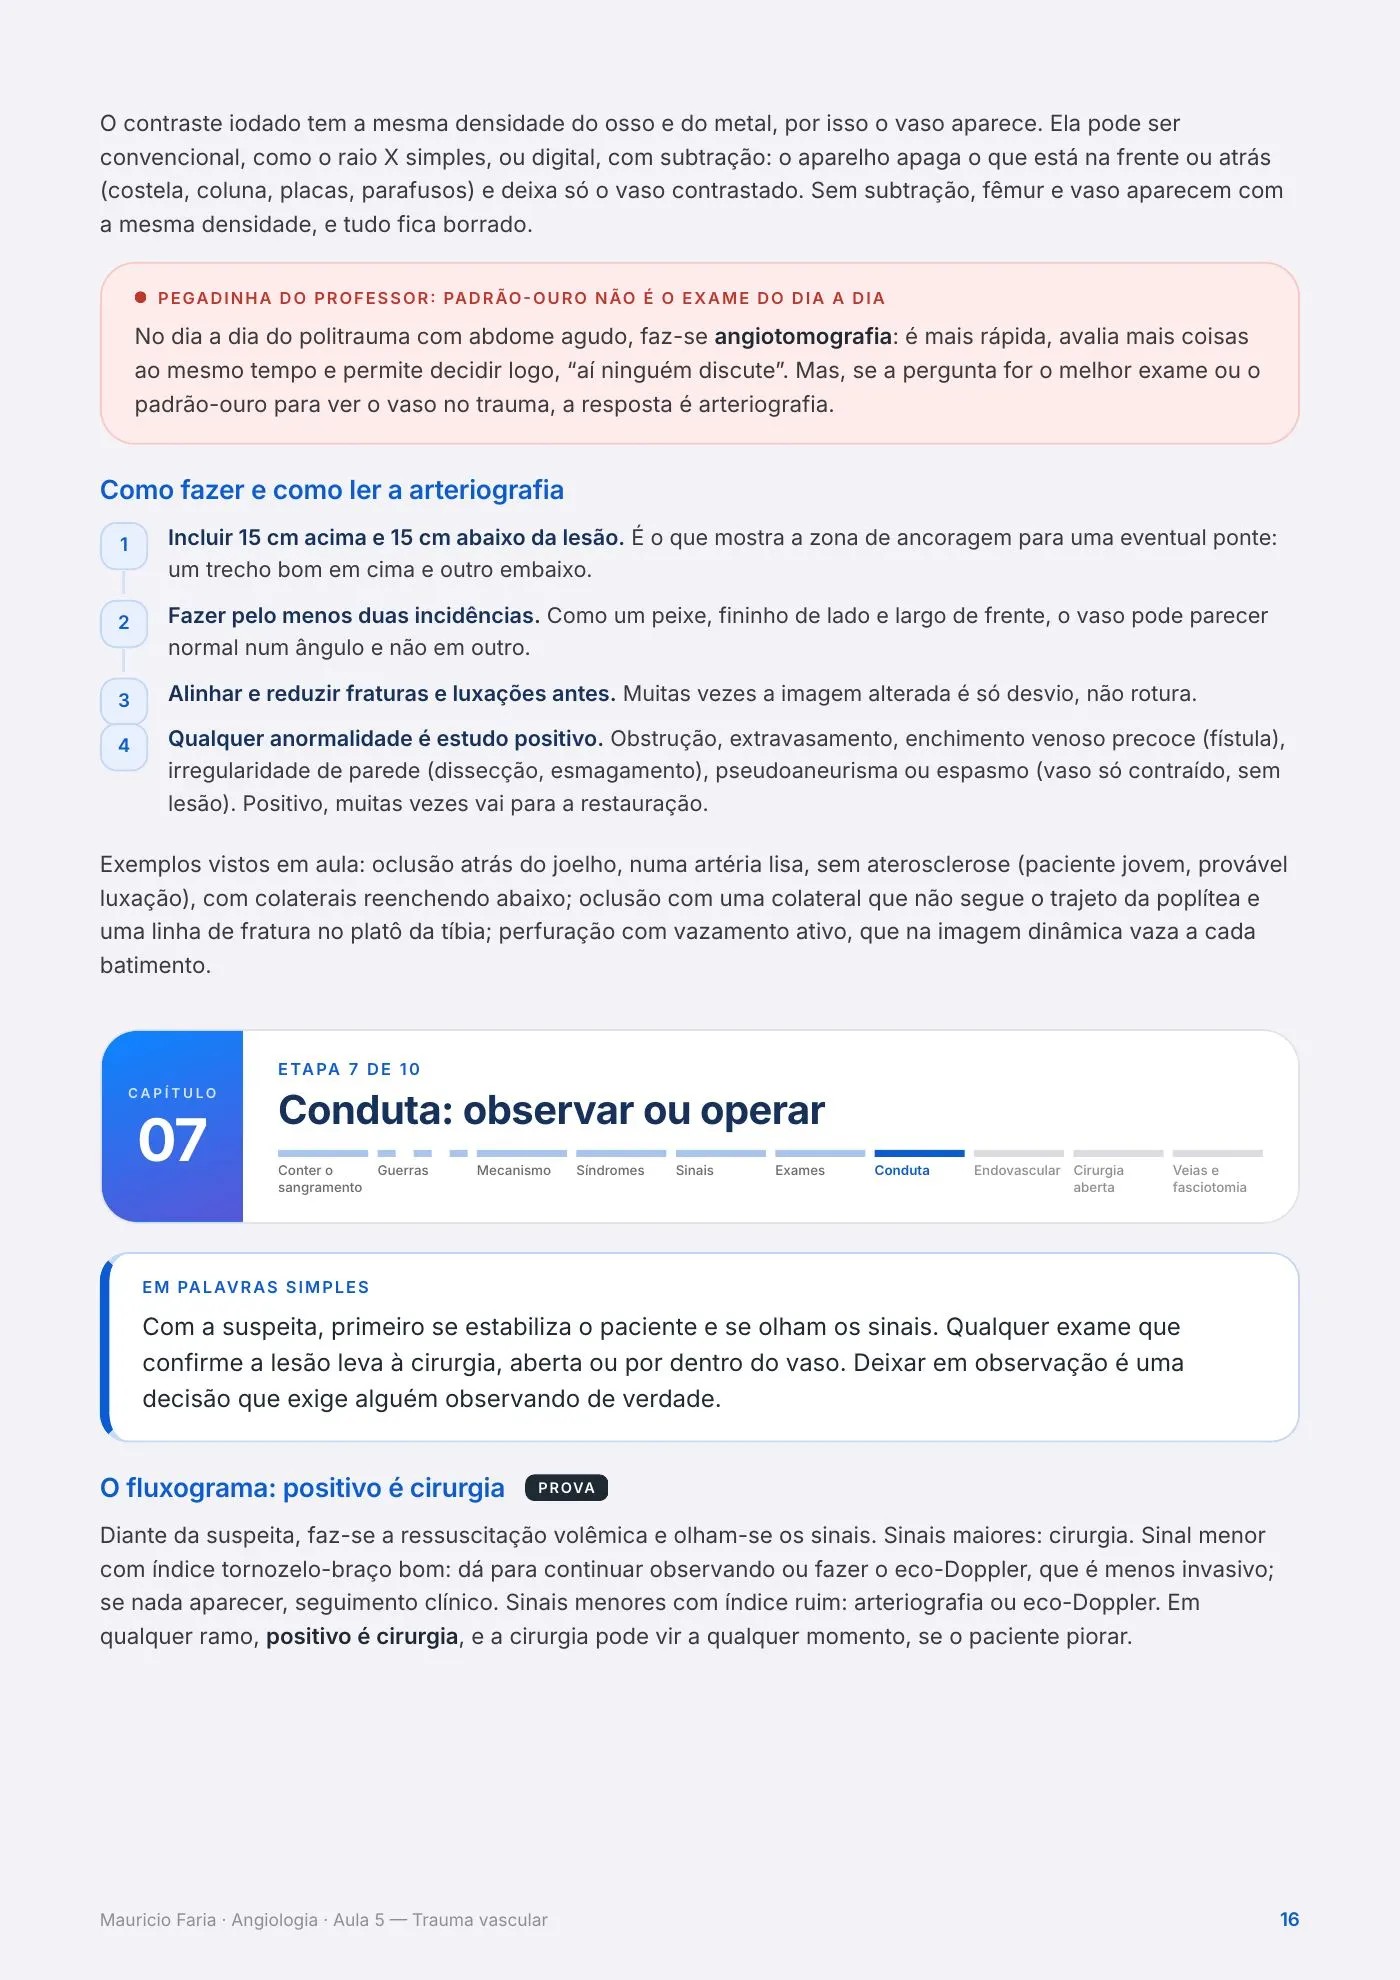 O contraste iodado tem a mesma densidade do osso e do metal, por isso o vaso aparece. Ela pode ser
convencional, como o raio X simples, ou digital, com subtração: o aparelho apaga o que está na frente ou atrás
(costela, coluna, placas, parafusos) e deixa só o vaso contrastado. Sem subtração, fêmur e vaso aparecem com
a mesma densidade, e tudo fica borrado.
PEGADINHA DO PROFESSOR: PADRÃO-OURO NÃO É O EXAME DO DIA A DIA
No dia a dia do politrauma com abdome agudo, faz-se angiotomografia: é mais rápida, avalia mais coisas
ao mesmo tempo e permite decidir logo, “aí ninguém discute”. Mas, se a pergunta for o melhor exame ou o
padrão-ouro para ver o vaso no trauma, a resposta é arteriografia.
Como fazer e como ler a arteriografia
1 Incluir 15 cm acima e 15 cm abaixo da lesão. É o que mostra a zona de ancoragem para uma eventual ponte:
um trecho bom em cima e outro embaixo.
2 Fazer pelo menos duas incidências. Como um peixe, fininho de lado e largo de frente, o vaso pode parecer
normal num ângulo e não em outro.
3 Alinhar e reduzir fraturas e luxações antes. Muitas vezes a imagem alterada é só desvio, não rotura.
4 Qualquer anormalidade é estudo positivo. Obstrução, extravasamento, enchimento venoso precoce (fístula),
irregularidade de parede (dissecção, esmagamento), pseudoaneurisma ou espasmo (vaso só contraído, sem
lesão). Positivo, muitas vezes vai para a restauração.
Exemplos vistos em aula: oclusão atrás do joelho, numa artéria lisa, sem aterosclerose (paciente jovem, provável
luxação), com colaterais reenchendo abaixo; oclusão com uma colateral que não segue o trajeto da poplítea e
uma linha de fratura no platô da tíbia; perfuração com vazamento ativo, que na imagem dinâmica vaza a cada
batimento.
CAPÍTULO
07
ETAPA 7 DE 10
Conduta: observar ou operar
Conter o sangramento
Guerras
Mecanismo
Síndromes
Sinais
Exames
Conduta
Endovascular
Cirurgia aberta
Veias e fasciotomia
EM PALAVRAS SIMPLES
Com a suspeita, primeiro se estabiliza o paciente e se olham os sinais. Qualquer exame que
confirme a lesão leva à cirurgia, aberta ou por dentro do vaso. Deixar em observação é uma
decisão que exige alguém observando de verdade.
O fluxograma: positivo é cirurgia PROVA
Diante da suspeita, faz-se a ressuscitação volêmica e olham-se os sinais. Sinais maiores: cirurgia. Sinal menor
com índice tornozelo-braço bom: dá para continuar observando ou fazer o eco-Doppler, que é menos invasivo;
se nada aparecer, seguimento clínico. Sinais menores com índice ruim: arteriografia ou eco-Doppler. Em
qualquer ramo, positivo é cirurgia, e a cirurgia pode vir a qualquer momento, se o paciente piorar.
Mauricio Faria · Angiologia · Aula 5 — Trauma vascular
16